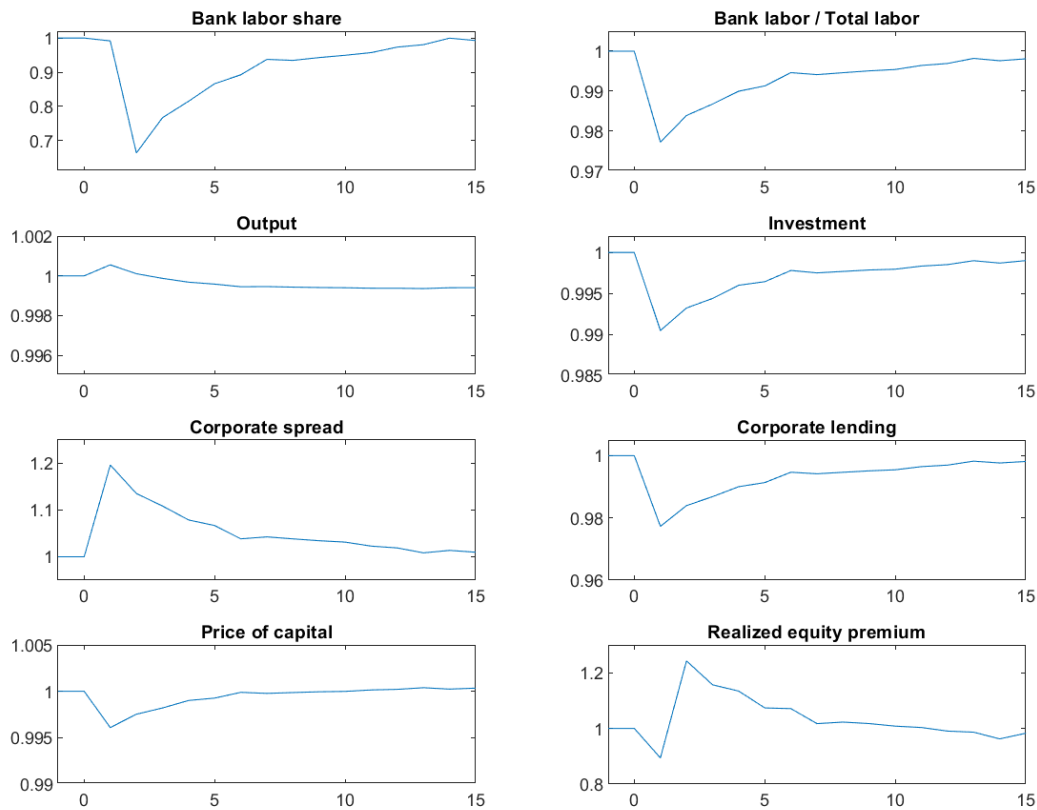 Bank labor share
1
0.9
0.8
0.7
0 5 10 15
Bank labor / Total labor
1
0.99
0.98
0.97
0 5 10 15
Output
1.002
1
0.998
0.996
0 5 10 15
Investment
1
0.995
0.99
0.985
0 5 10 15
Corporate spread
1.2
1.1
1
0 5 10 15
Corporate lending
1
0.98
0.96
0 5 10 15
Price of capital
1.005
1
0.995
0.99
0 5 10 15
Realized equity premium
1.2
1
0.8
0 5 10 15